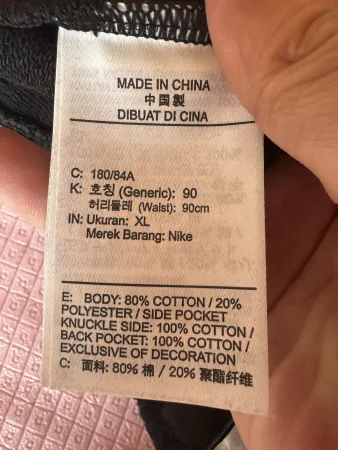 MADE IN CHINA
中国製
DIBUAT DI CINA
C: 180/84A
K: 호칭 (Generic): 90
허리둘레 (Waist): 90cm
IN: Ukuran: XL
Merek Barang: Nike
E: BODY: 80% COTTON / 20%
POLYESTER / SIDE POCKET
KNUCKLE SIDE: 100% COTTON /
BACK POCKET: 100% COTTON /
EXCLUSIVE OF DECORATION
C: 面料: 80% 棉 / 20% 聚酯纤维